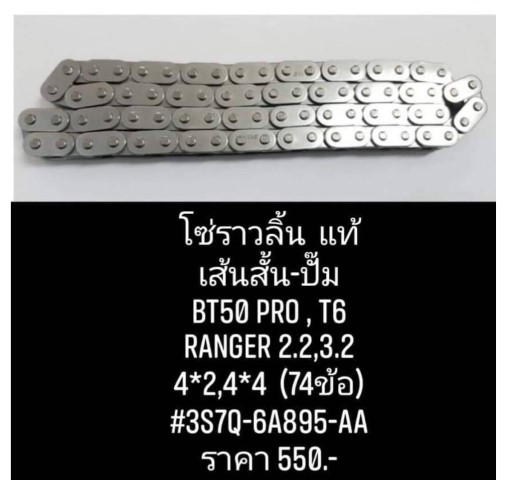 โซ่ราวลิ้น แท้
เส้นสั้น-ปั๊ม
BT50 PRO , T6
RANGER 2.2,3.2
4*2,4*4 (74ข้อ)
#3S7Q-6A895-AA
ราคา 550.-